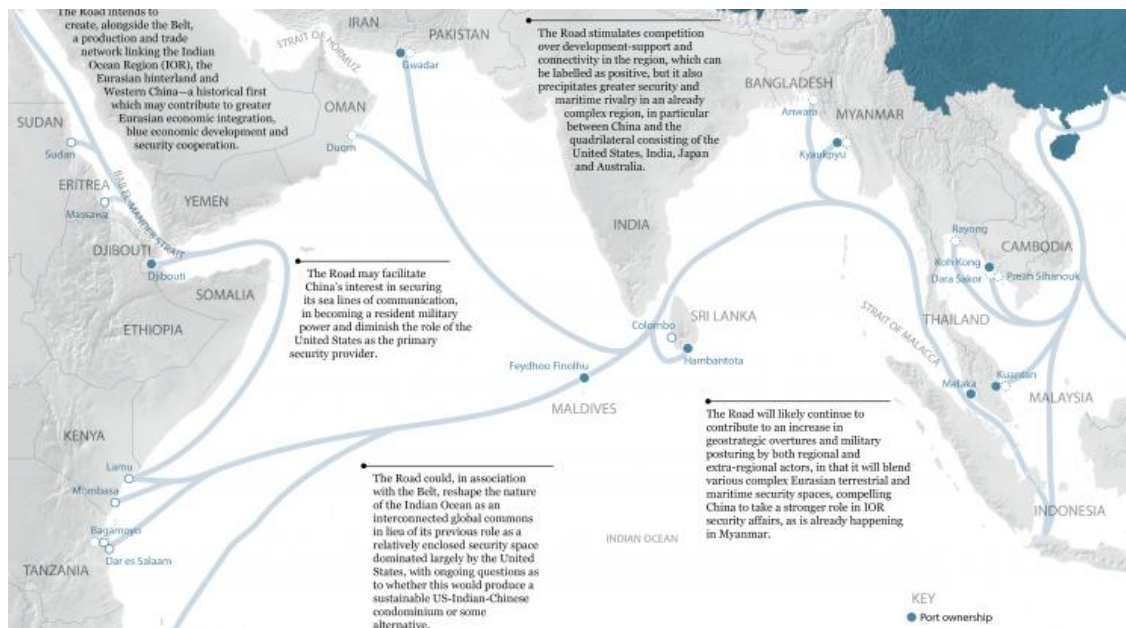 The Road intends to
create, alongside the Belt,
a production and trade
network linking the Indian
Ocean Region (IOR), the
Eurasian hinterland and
Western China—a historical first
which may contribute to greater
Eurasian economic integration,
blue economic development and
security cooperation.
IRAN
STRAIT OF HORMUZ
PAKISTAN
Gwadar
The Road stimulates competition
over development-support and
connectivity in the region, which can
be labelled as positive, but it also
precipitates greater security and
maritime rivalry in an already
complex region, in particular
between China and the
quadrilateral consisting of the
United States, India, Japan
and Australia.
BANGLADESH
Anwara
MYANMAR
Kyaukpyu
OMAN
Duqm
SUDAN
Sudan
ERITREA
Massawa
BAB EL MANDEB STRAIT
YEMEN
DJIBOUTI
Djibouti
SOMALIA
ETHIOPIA
INDIA
Rayong
CAMBODIA
Koh Kong
Dara Sakor
Preah Sihanouk
The Road may facilitate
China's interest in securing
its sea lines of communication,
in becoming a resident military
power and diminish the role of the
United States as the primary
security provider.
Colombo
SRI LANKA
Hambantota
THAILAND
STRAIT OF MALACCA
Feydhoo Finolhu
MALDIVES
Melaka
Kuantan
MALAYSIA
The Road will likely continue to
contribute to an increase in
geostrategic overtures and military
posturing by both regional and
extra-regional actors, in that it will blend
various complex Eurasian terrestrial and
maritime security spaces, compelling
China to take a stronger role in IOR
security affairs, as is already happening
in Myanmar.
KENYA
Lamu
Mombasa
Bagamoyo
Dar es Salaam
TANZANIA
The Road could, in association
with the Belt, reshape the nature
of the Indian Ocean as an
interconnected global commons
in lieu of its previous role as a
relatively enclosed security space
dominated largely by the United
States, with ongoing questions as
to whether this would produce a
sustainable US-Indian-Chinese
condominium or some
alternative.
INDIAN OCEAN
INDONESIA
KEY
Port ownership